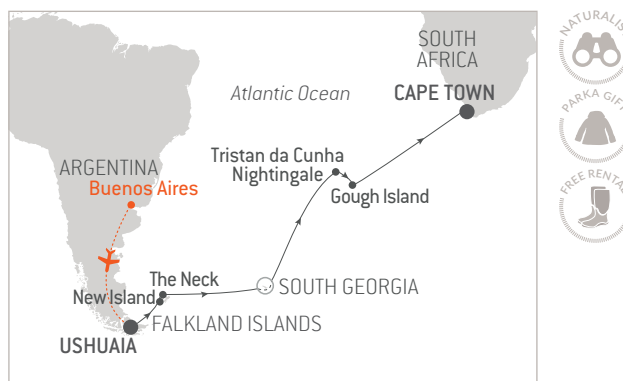 SOUTH
AFRICA
Atlantic Ocean
CAPE TOWN
Tristan da Cunha
Nightingale
Gough Island
ARGENTINA
Buenos Aires
The Neck
New Island
SOUTH GEORGIA
FALKLAND ISLANDS
USHUAIA
PARKA GIFT